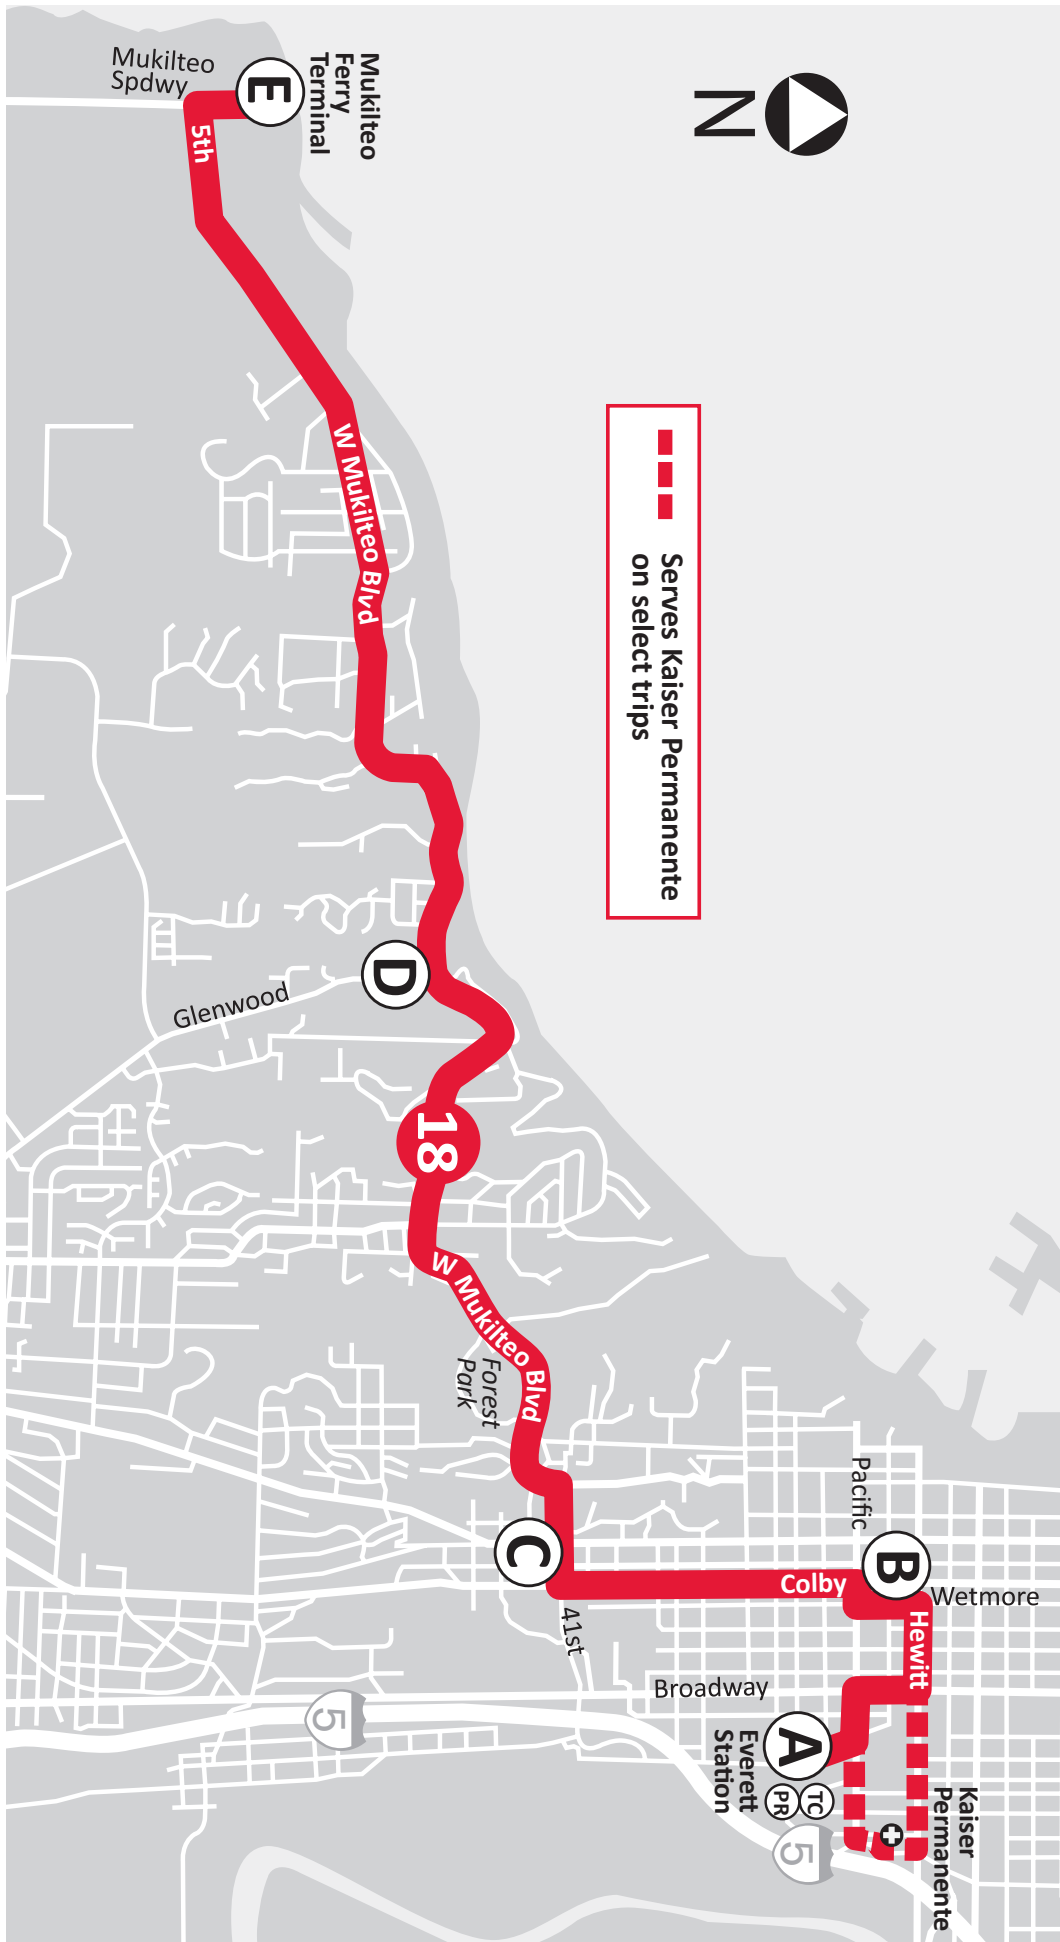 Mukilteo
Spdwy
E
Mukilteo
Ferry
Terminal
N
5th
W Mukilteo Blvd
Serves Kaiser Permanente
on select trips
D
Glenwood
18
W Mukilteo Blvd
Forest
Park
C
41st
Colby
Pacific
B
Wetmore
Hewitt
Broadway
A
Everett
Station
TC
PR
Kaiser
Permanente
5
5